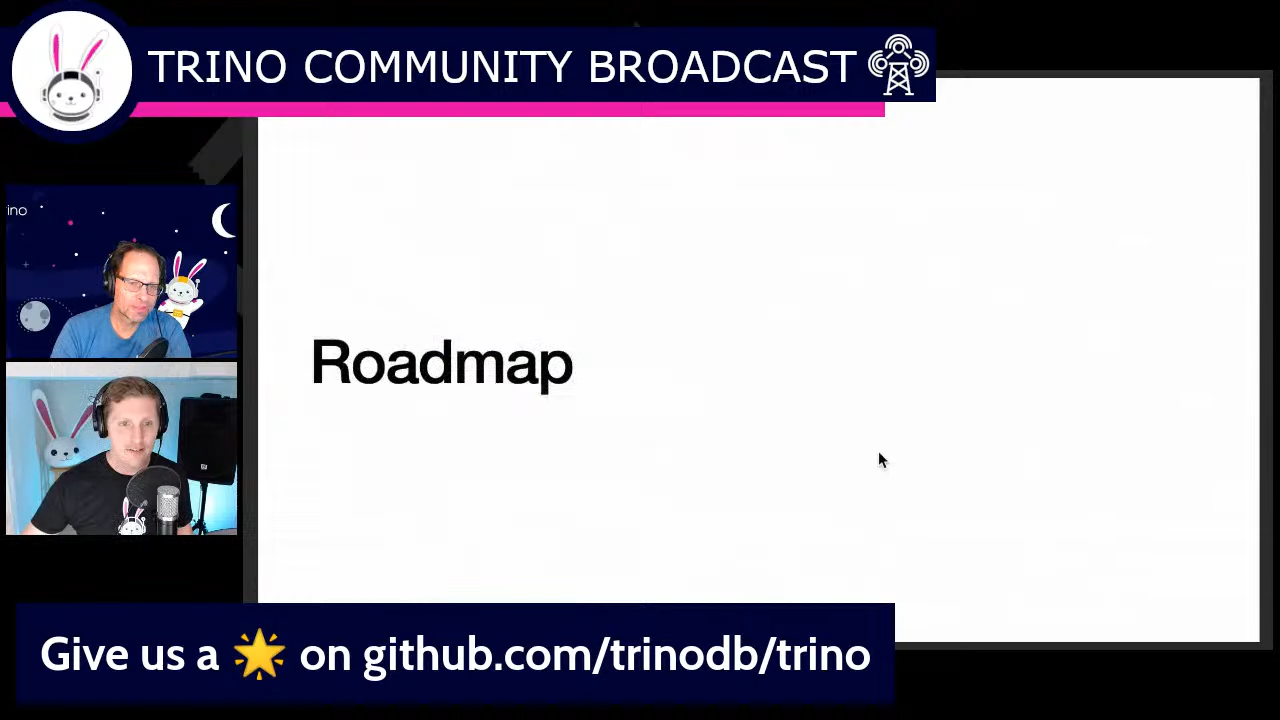 TRINO COMMUNITY BROADCAST
ino
Roadmap
Give us a 🌟 on github.com/trinodb/trino